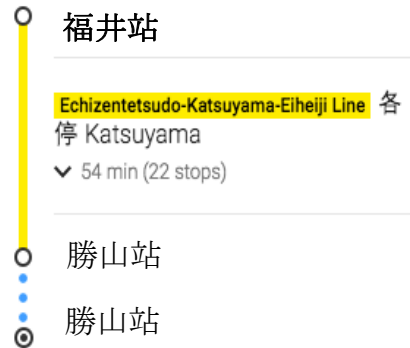 福井站
Echizentetsudo-Katsuyama-Eiheiji Line 各
停 Katsuyama
54 min (22 stops)
勝山站
勝山站